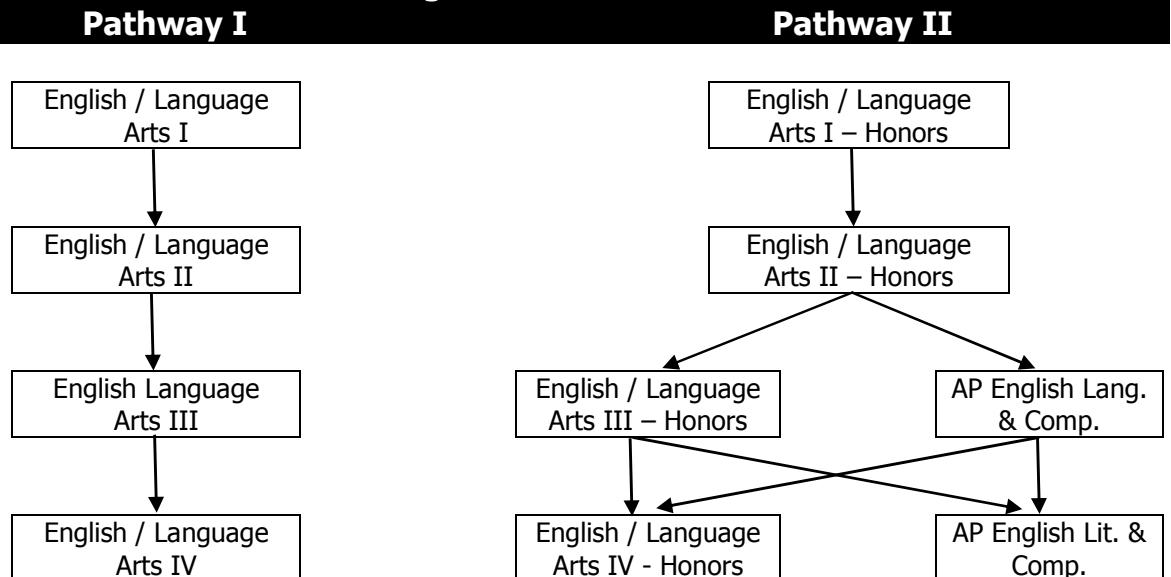 Pathway I
Pathway II
English / Language
Arts I
English / Language
Arts I – Honors
English / Language
Arts II
English / Language
Arts II – Honors
English Language
Arts III
English / Language
Arts III – Honors
AP English Lang.
& Comp.
English / Language
Arts IV
English / Language
Arts IV - Honors
AP English Lit. &
Comp.